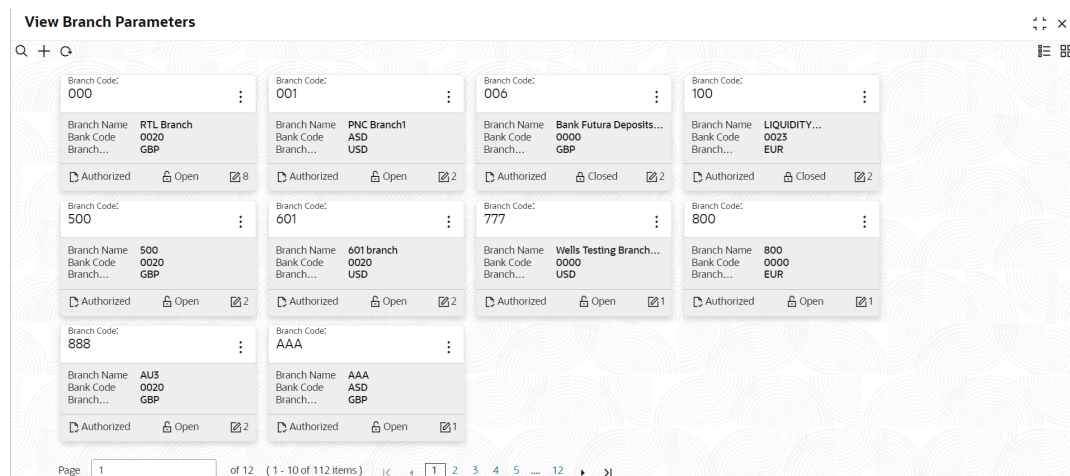 View Branch Parameters
Branch Code:
000
Branch Name RTL Branch
Bank Code 0020
Branch... GBP
Authorized Open 8
Branch Code:
001
Branch Name PNC Branch1
Bank Code ASD
Branch... USD
Authorized Open 2
Branch Code:
006
Branch Name Bank Futura Deposits...
Bank Code 0000
Branch... GBP
Authorized Closed 2
Branch Code:
100
Branch Name LIQUIDITY...
Bank Code 0023
Branch... EUR
Authorized Closed 2
Branch Code:
500
Branch Name 500
Bank Code 0020
Branch... GBP
Authorized Open 2
Branch Code:
601
Branch Name 601 branch
Bank Code 0020
Branch... USD
Authorized Open 2
Branch Code:
777
Branch Name Wells Testing Branch...
Bank Code 0000
Branch... USD
Authorized Open 1
Branch Code:
800
Branch Name 800
Bank Code 0000
Branch... EUR
Authorized Open 1
Branch Code:
888
Branch Name AU3
Bank Code 0020
Branch... GBP
Authorized Open 2
Branch Code:
AAA
Branch Name AAA
Bank Code ASD
Branch... GBP
Authorized Open 1
Page 1 of 12 (1 - 10 of 112 items) 1 2 3 4 5 .... 12